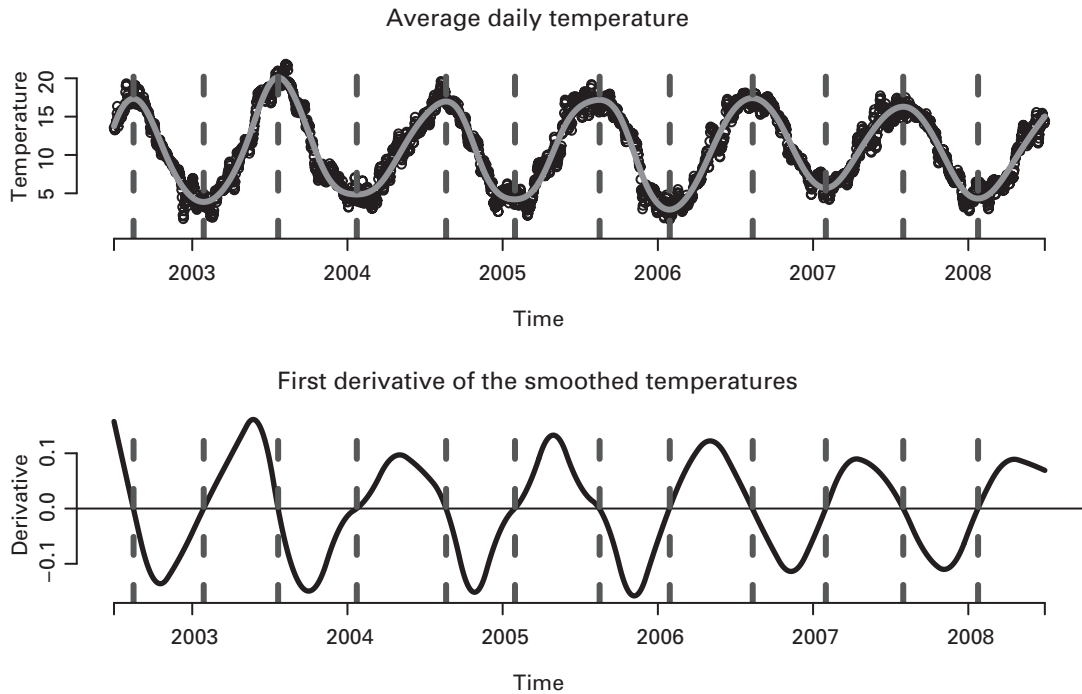 Average daily temperature
Temperature
20
15
10
5
2003 2004 2005 2006 2007 2008
Time
First derivative of the smoothed temperatures
Derivative
0.1
0.0
−0.1
2003 2004 2005 2006 2007 2008
Time